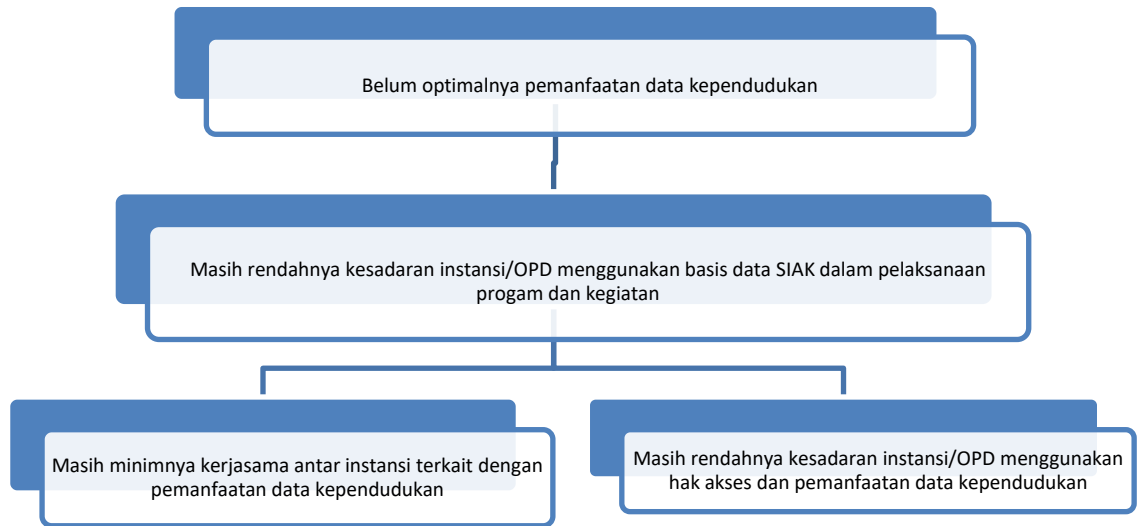 Belum optimalnya pemanfaatan data kependudukan
Masih rendahnya kesadaran instansi/OPD menggunakan basis data SIAK dalam pelaksanaan
progam dan kegiatan
Masih minimnya kerjasama antar instansi terkait dengan
pemanfaatan data kependudukan
Masih rendahnya kesadaran instansi/OPD menggunakan
hak akses dan pemanfaatan data kependudukan